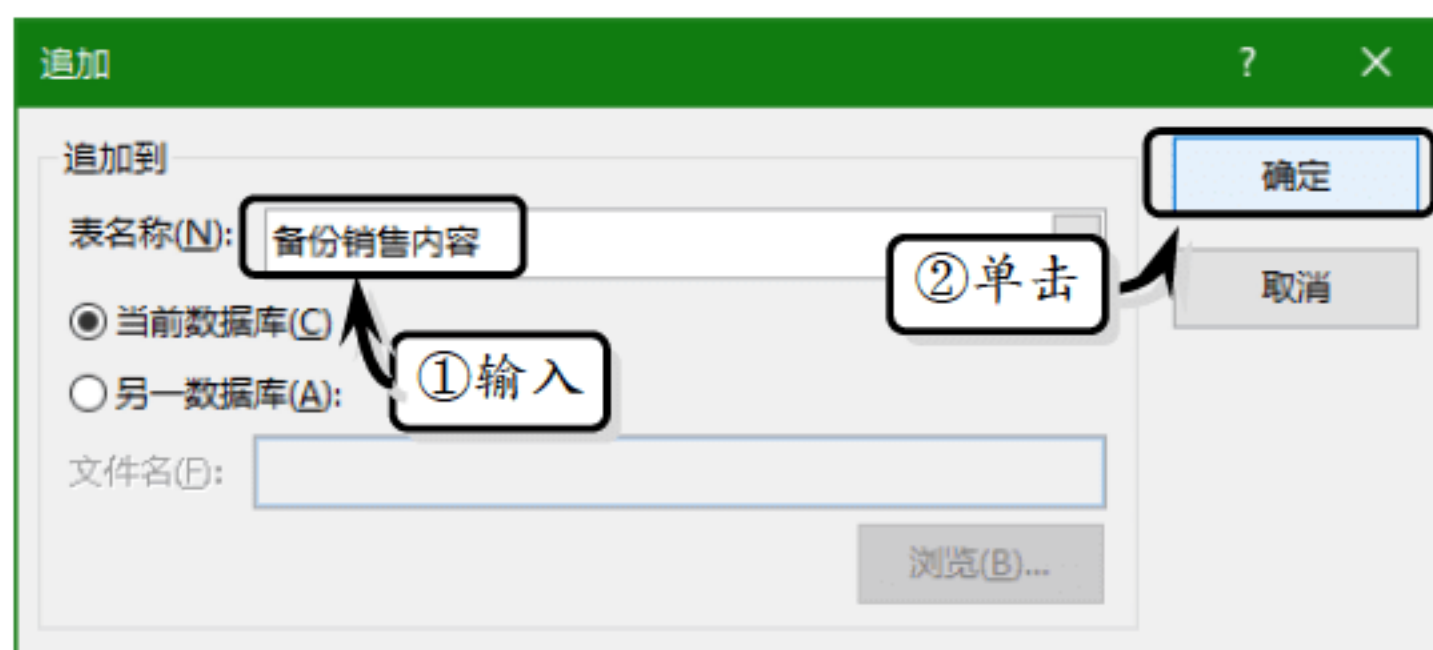 追加
?
×
追加到
表名称(N):
备份销售内容
确定
②单击
取消
当前数据库(C)
①输入
另一数据库(A):
文件名(F):
浏览(B)...